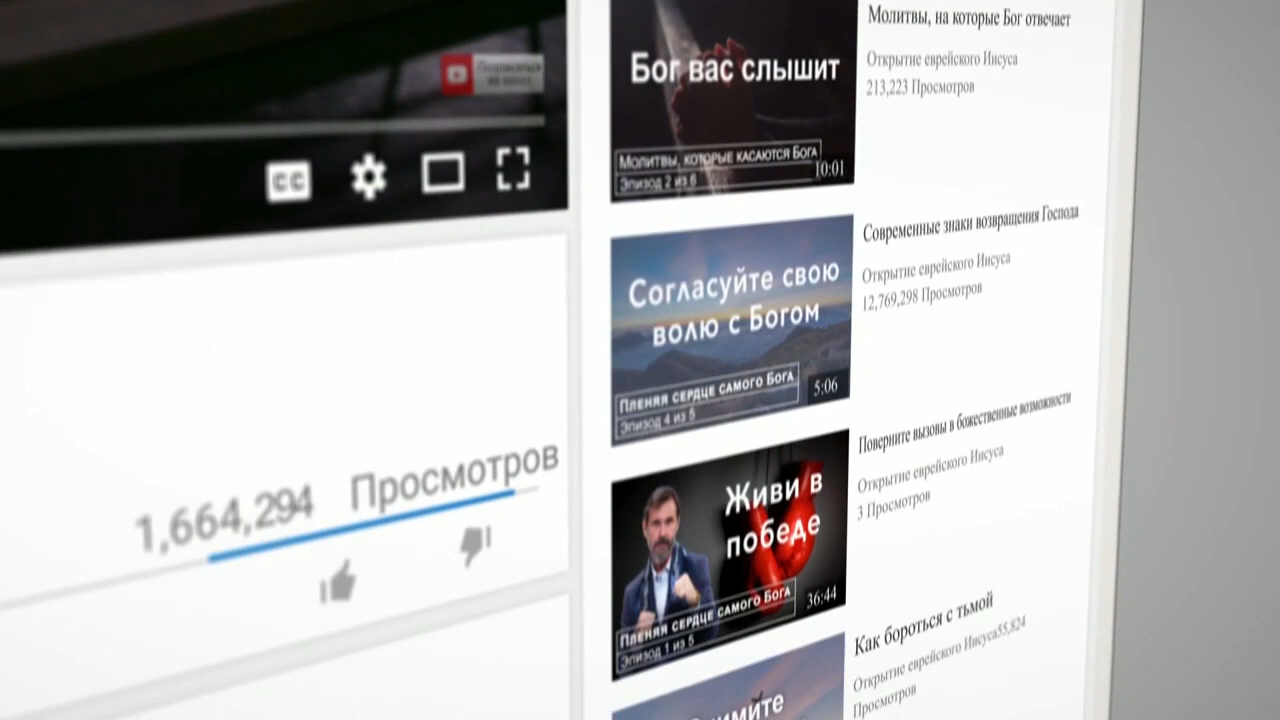 Подписаться
на канал
CC
1,664,294 Просмотров
Бог вас слышит
Молитвы, которые касаются Бога
Эпизод 2 из 6
10:01
Молитвы, на которые Бог отвечает
Открытие еврейского Иисуса
213,223 Просмотров
Согласуйте свою
волю с Богом
Пленяя сердце самого Бога
Эпизод 4 из 5
5:06
Современные знаки возвращения Господа
Открытие еврейского Иисуса
12,769,298 Просмотров
Живи в
победе
Пленяя сердце самого Бога
Эпизод 1 из 5
36:44
Поверните вызовы в божественные возможности
Открытие еврейского Иисуса
3 Просмотров
Как бороться с тьмой
Открытие еврейского Иисуса55,824
Просмотров